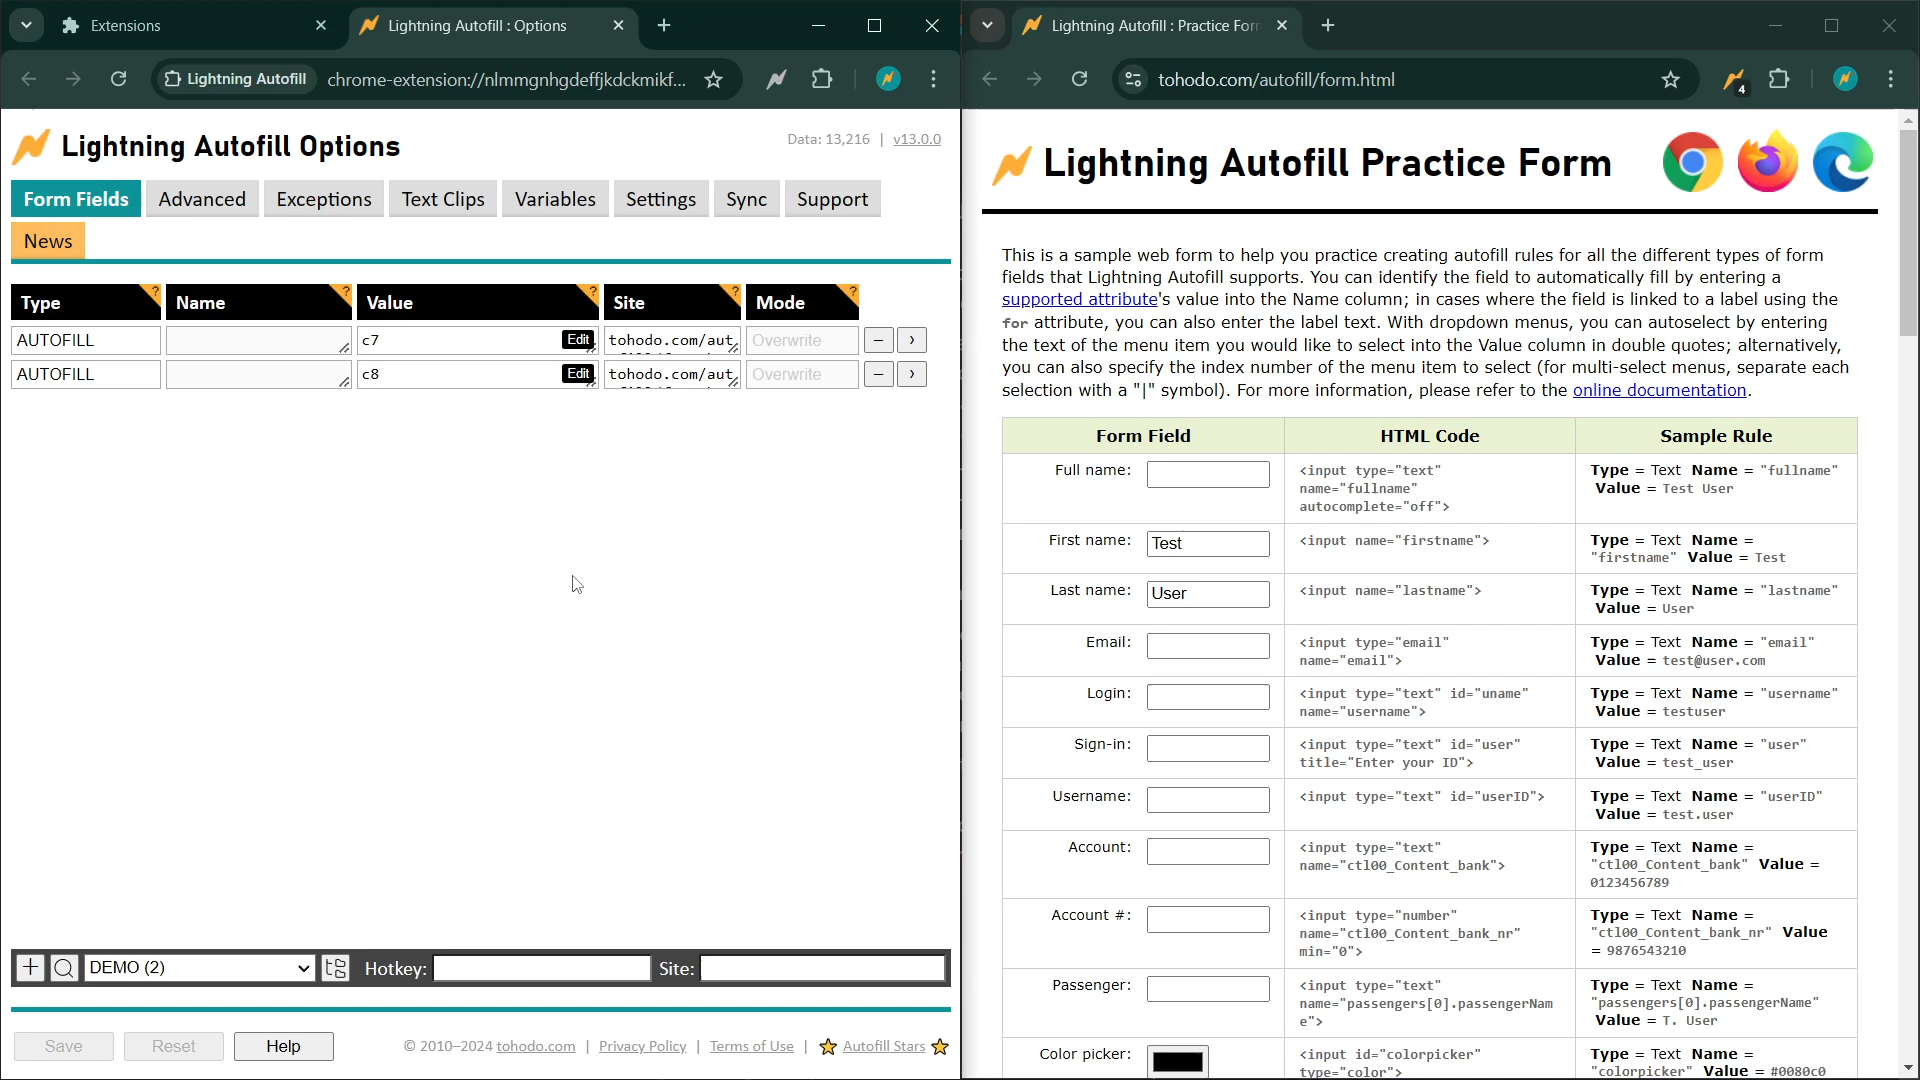 Extensions
Lightning Autofill : Options
Lightning Autofill
chrome-extension://nlmmgnhgdeffjkdckmikf...
Lightning Autofill Options
Data: 13,216 | v13.0.0
Form Fields
Advanced
Exceptions
Text Clips
Variables
Settings
Sync
Support
News
Type ?
Name ?
Value ?
Site ?
Mode ?
AUTOFILL
c7
Edit
tohodo.com/aut
Overwrite
AUTOFILL
c8
Edit
tohodo.com/aut
Overwrite
DEMO (2)
Hotkey:
Site:
Save
Reset
Help
© 2010–2024 tohodo.com | Privacy Policy | Terms of Use | Autofill Stars
Lightning Autofill : Practice For
tohodo.com/autofill/form.html
4
Lightning Autofill Practice Form
This is a sample web form to help you practice creating autofill rules for all the different types of form
fields that Lightning Autofill supports. You can identify the field to automatically fill by entering a
supported attribute's value into the Name column; in cases where the field is linked to a label using the
for attribute, you can also enter the label text. With dropdown menus, you can autoselect by entering
the text of the menu item you would like to select into the Value column in double quotes; alternatively,
you can also specify the index number of the menu item to select (for multi-select menus, separate each
selection with a "|" symbol). For more information, please refer to the online documentation.
Form Field
HTML Code
Sample Rule
Full name:
<input type="text"
name="fullname"
autocomplete="off">
Type = Text Name = "fullname"
Value = Test User
First name:
Test
<input name="firstname">
Type = Text Name =
"firstname" Value = Test
Last name:
User
<input name="lastname">
Type = Text Name = "lastname"
Value = User
Email:
<input type="email"
name="email">
Type = Text Name = "email"
Value = test@user.com
Login:
<input type="text" id="uname"
name="username">
Type = Text Name = "username"
Value = testuser
Sign-in:
<input type="text" id="user"
title="Enter your ID">
Type = Text Name = "user"
Value = test_user
Username:
<input type="text" id="userID">
Type = Text Name = "userID"
Value = test.user
Account:
<input type="text"
name="ctl00_Content_bank">
Type = Text Name =
"ctl00_Content_bank" Value =
0123456789
Account #:
<input type="number"
name="ctl00_Content_bank_nr"
min="0">
Type = Text Name =
"ctl00_Content_bank_nr" Value
= 9876543210
Passenger:
<input type="text"
name="passengers[0].passengerNam
e">
Type = Text Name =
"passengers[0].passengerName"
Value = T. User
Color picker:
<input id="colorpicker"
type="color">
Type = Text Name =
"colorpicker" Value = #0080c0